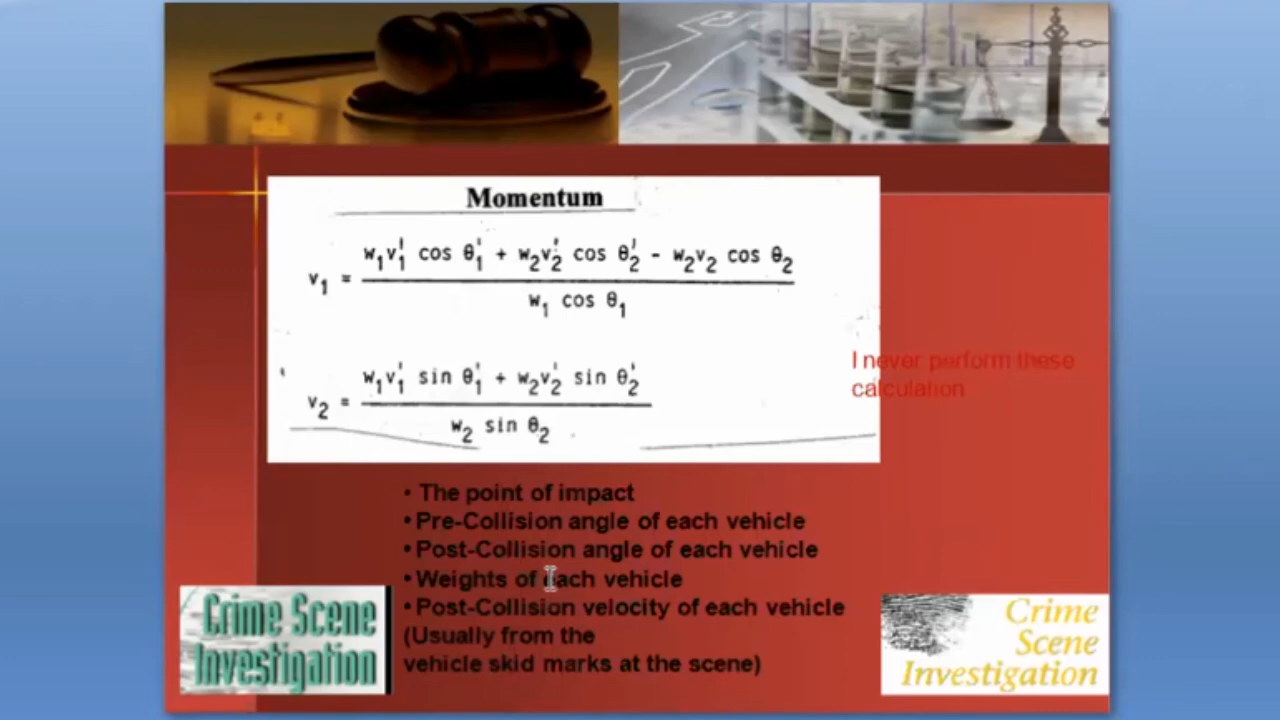 Momentum
v₁ = (w₁v₁' cos θ₁' + w₂v₂' cos θ₂' - w₂v₂ cos θ₂) / (w₁ cos θ₁)
v₂ = (w₁v₁' sin θ₁' + w₂v₂' sin θ₂') / (w₂ sin θ₂)
I never perform these
calculation
• The point of impact
• Pre-Collision angle of each vehicle
• Post-Collision angle of each vehicle
• Weights of each vehicle
• Post-Collision velocity of each vehicle
(Usually from the
vehicle skid marks at the scene)
Crime Scene
Investigation
Crime
Scene
Investigation